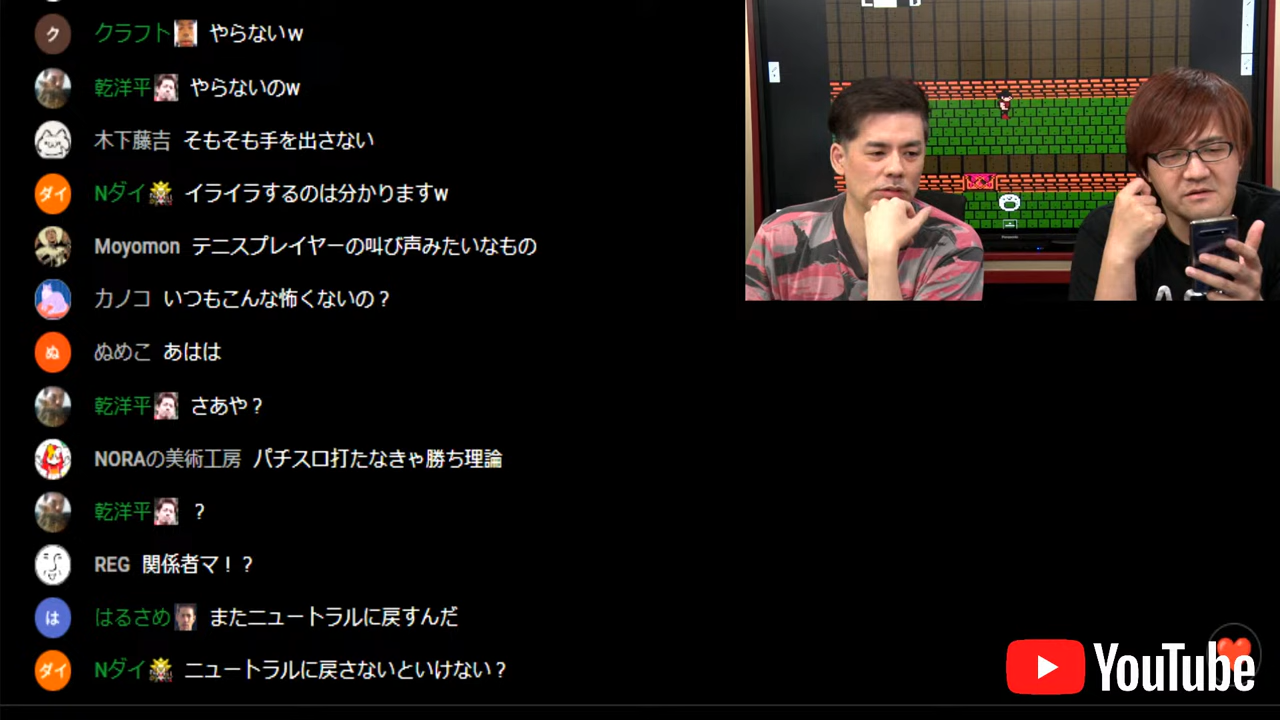 ク クラフト やらないw
乾洋平 やらないのw
木下藤吉 そもそも手を出さない
ダイ Nダイ イライラするのは分かりますw
Moyomon テニスプレイヤーの叫び声みたいなもの
カノコ いつもこんな怖くないの？
ぬ ぬめこ あはは
乾洋平 さあや？
NORAの美術工房 パチスロ打たなきゃ勝ち理論
乾洋平 ？
REG 関係者マ！？
は はるさめ またニュートラルに戻すんだ
ダイ Nダイ ニュートラルに戻さないといけない？
YouTube